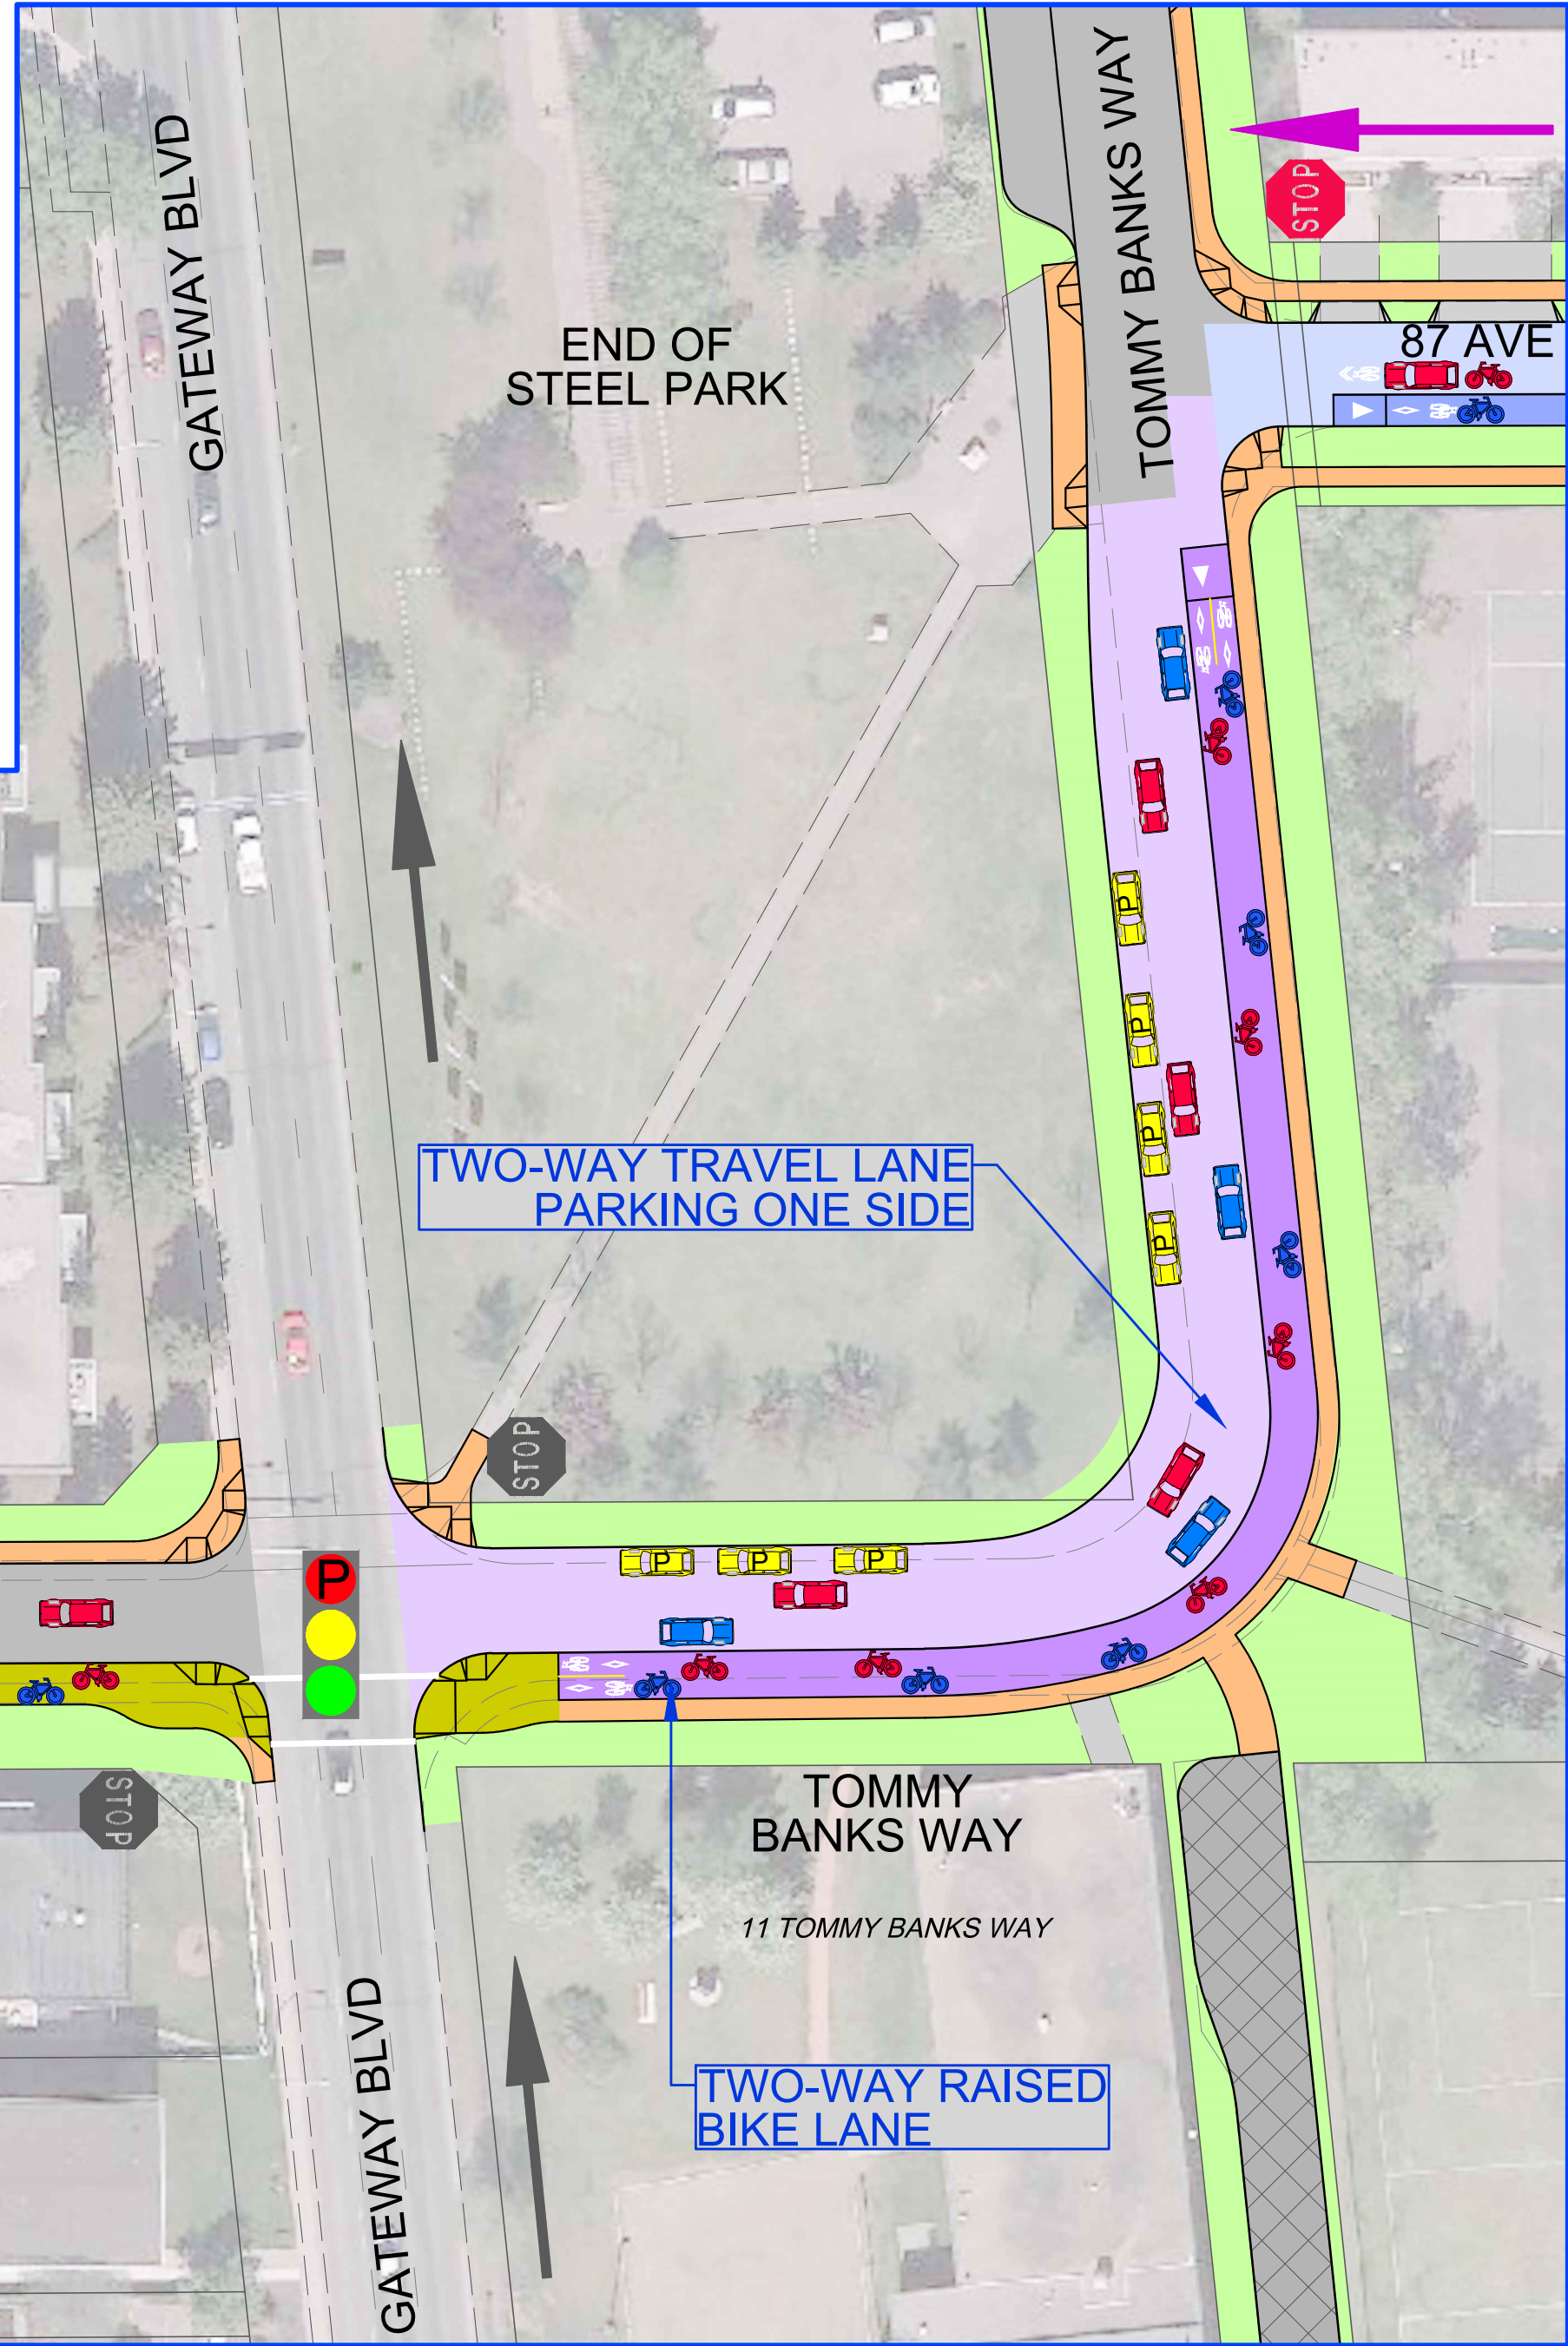 TOMMY BANKS WAY
GATEWAY BLVD
STOP
END OF
STEEL PARK
87 AVE
P
P
P
P
TWO-WAY TRAVEL LANE
PARKING ONE SIDE
STOP
P
P
P
P
STOP
TOMMY
BANKS WAY
11 TOMMY BANKS WAY
GATEWAY BLVD
TWO-WAY RAISED
BIKE LANE